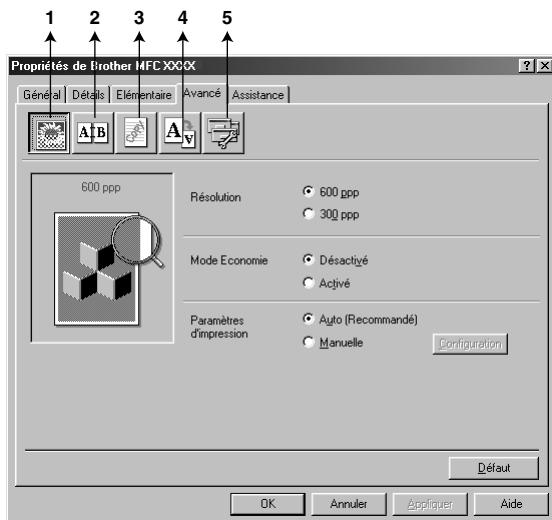 1 2 3 4 5
Propriétés de Brother MFC XXXX
Général Détails Elémentaire Avancé Assistance
A B Copy A A
600 ppp
Résolution
600 ppp
300 ppp
Mode Economie
Désactivé
Activé
Paramètres
d'impression
Auto (Recommandé)
Manuelle
Configuration
Défaut
OK Annuler Appliquer Aide